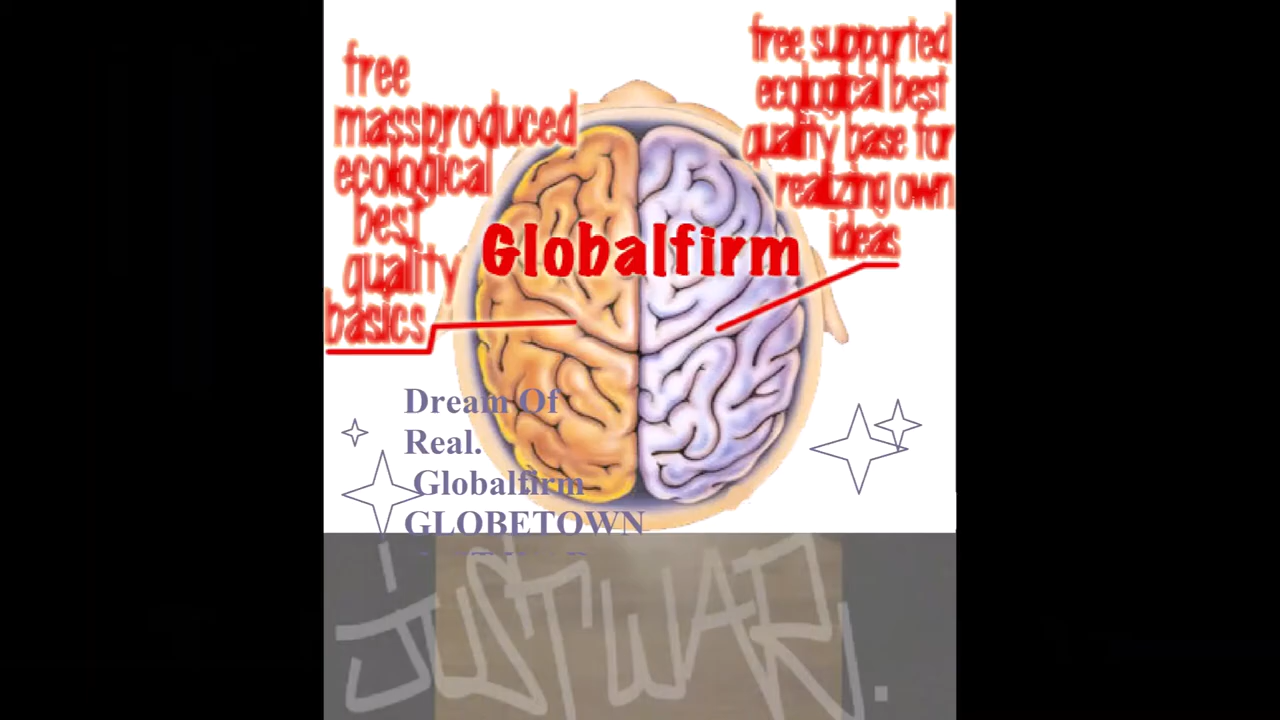 free
massproduced
ecological
best
quality
basics
free supported
ecological best
quality base for
realizing own
ideas
Globalfirm
Dream Of
Real.
Globalfirm
GLOBETOWN
JUST WAR.